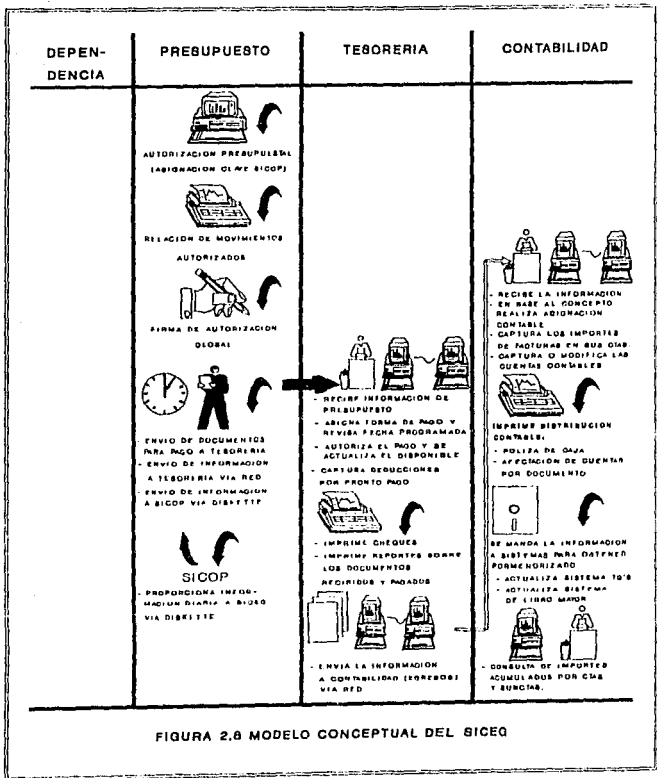 DEPEN-
DENCIA
PRESUPUESTO
TESORERIA
CONTABILIDAD
AUTORIZACION PRESUPUESTAL
(ASIGNACION CLAVE SICOP)
RELACION DE MOVIMIENTOS
AUTORIZADOS
FIRMA DE AUTORIZACION
GLOBAL
- ENVIO DE DOCUMENTOS
PARA PAGO A TESORERIA
- ENVIO DE INFORMACION
A TESORERIA VIA RED
- ENVIO DE INFORMACION
A SICOP VIA DISKETTE
SICOP
- PROPORCIONA INFOR-
MACION DIARIA A SICEG
VIA DISKETTE
- RECIBE INFORMACION DE
PRESUPUESTO
- ASIGNA FORMA DE PAGO Y
REVISA FECHA PROGRAMADA
- AUTORIZA EL PAGO Y SE
ACTUALIZA EL DISPONIBLE
- CAPTURA DEDUCCIONES
POR PRONTO PAGO
- IMPRIME CHEQUES
- IMPRIME REPORTES SOBRE
LOS DOCUMENTOS
RECIBIDOS Y PAGADOS
- ENVIA LA INFORMACION
A CONTABILIDAD (EGRESOS)
VIA RED
- RECIBE LA INFORMACION
- EN BASE AL CONCEPTO
REALIZA ASIGNACION
CONTABLE
- CAPTURA LOS IMPORTES
DE FACTURAS EN SUS CTAS.
- CAPTURA O MODIFICA LAS
CUENTAS CONTABLES
IMPRIME DISTRIBUCION
CONTABLE:
- POLIZA DE CAJA
- AFECTACION DE CUENTAS
POR DOCUMENTO
SE MANDA LA INFORMACION
A SISTEMAS PARA OBTENER
PORMENORIZADO
- ACTUALIZA SISTEMA
- ACTUALIZA SISTEMA
DE LIBRO MAYOR
- CONSULTA DE IMPORTES
ACUMULADOS POR CTAS
Y SUBCTAS.
FIGURA 2.8 MODELO CONCEPTUAL DEL SICEG